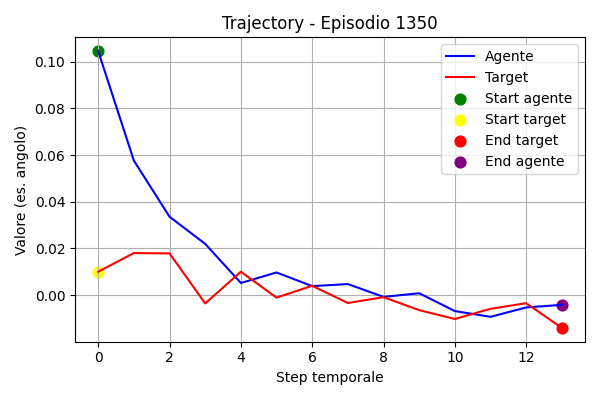 Trajectory - Episodio 1350
Agente
Target
Start agente
Start target
End target
End agente
Valore (es. angolo)
0.10
0.08
0.06
0.04
0.02
0.00
0 2 4 6 8 10 12
Step temporale